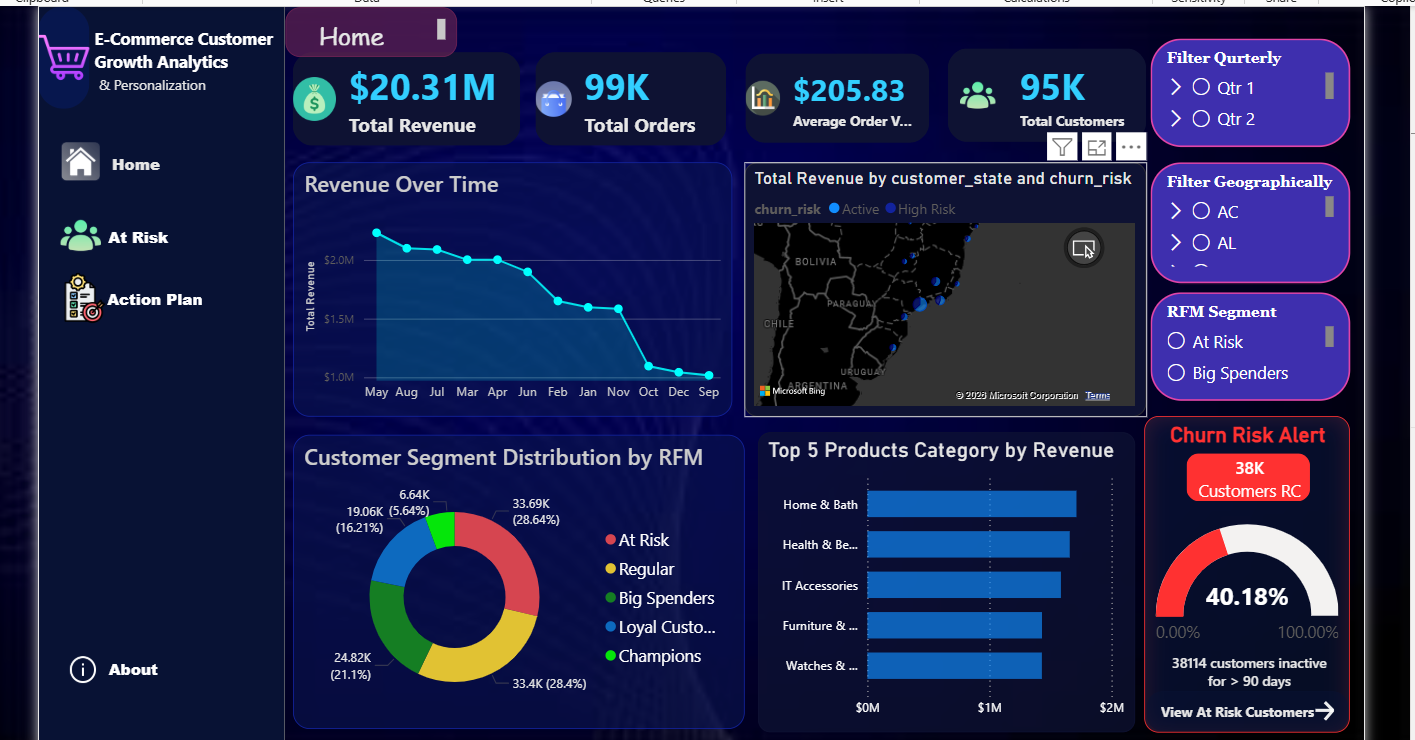 Clipboard
Data
Queries
Insert
Calculations
Sensitivity
Share
E-Commerce Customer
Growth Analytics
& Personalization
Home
At Risk
Action Plan
About
Home
$20.31M
Total Revenue
99K
Total Orders
$205.83
Average Order V...
95K
Total Customers
Filter Qurterly
Qtr 1
Qtr 2
Revenue Over Time
Total Revenue
$2.0M
$1.5M
$1.0M
May Aug Jul Mar Apr Jun Feb Jan Nov Oct Dec Sep
Total Revenue by customer_state and churn_risk
churn_risk Active High Risk
BOLIVIA
PARAGUAY
CHILE
URUGUAY
ARGENTINA
Microsoft Bing
© 2026 Microsoft Corporation Terms
Filter Geographically
AC
AL
RFM Segment
At Risk
Big Spenders
Customer Segment Distribution by RFM
6.64K
(5.64%)
19.06K
(16.21%)
33.69K
(28.64%)
24.82K
(21.1%)
33.4K (28.4%)
At Risk
Regular
Big Spenders
Loyal Custo...
Champions
Top 5 Products Category by Revenue
Home & Bath
Health & Be...
IT Accessories
Furniture & ...
Watches & ...
$0M $1M $2M
Churn Risk Alert
38K
Customers RC
40.18%
0.00% 100.00%
38114 customers inactive
for > 90 days
View At Risk Customers